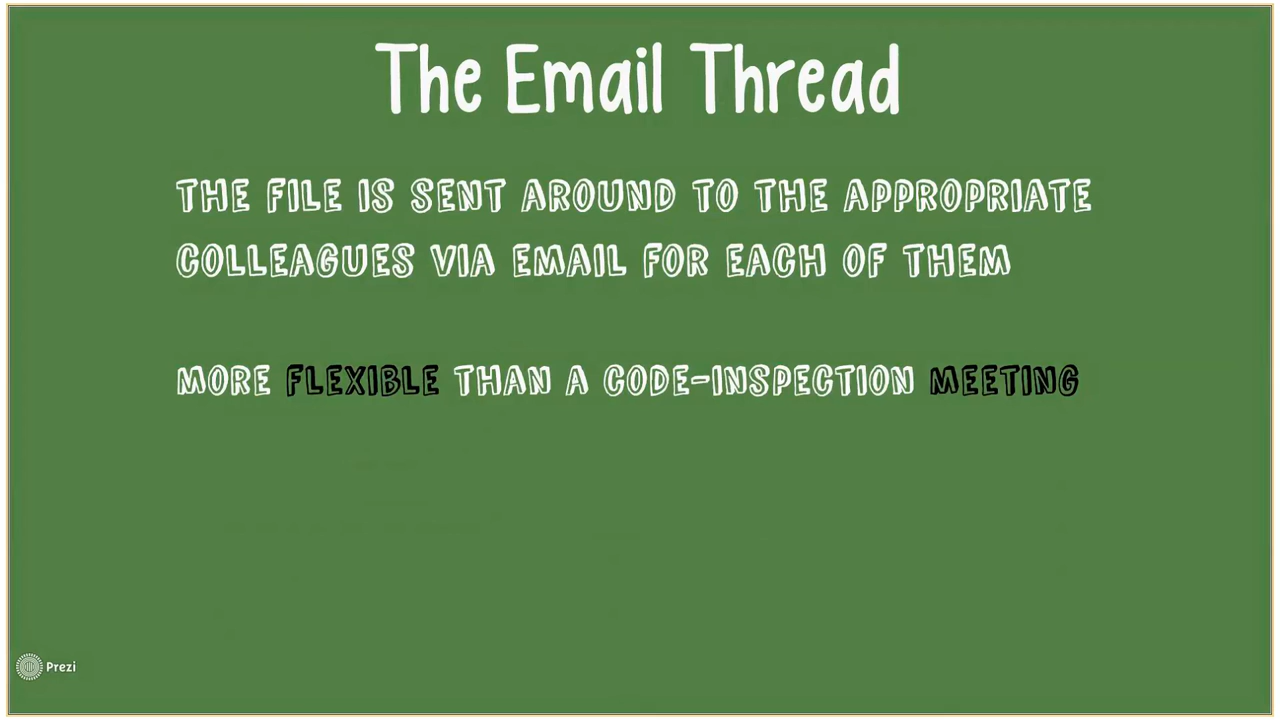 The Email Thread
THE FILE IS SENT AROUND TO THE APPROPRIATE
COLLEAGUES VIA EMAIL FOR EACH OF THEM
MORE FLEXIBLE THAN A CODE-INSPECTION MEETING
Prezi